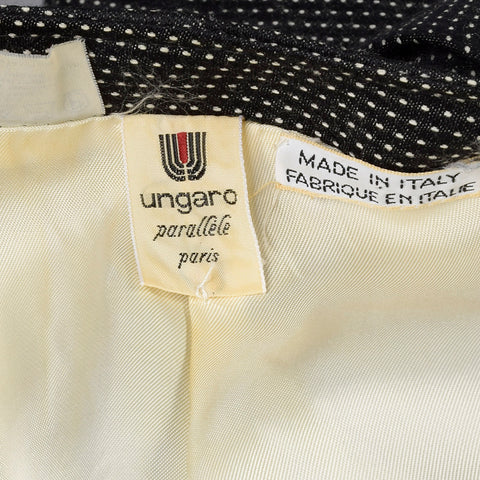 ungaro
parallèle
paris
MADE IN ITALY
FABRIQUE EN ITALIE